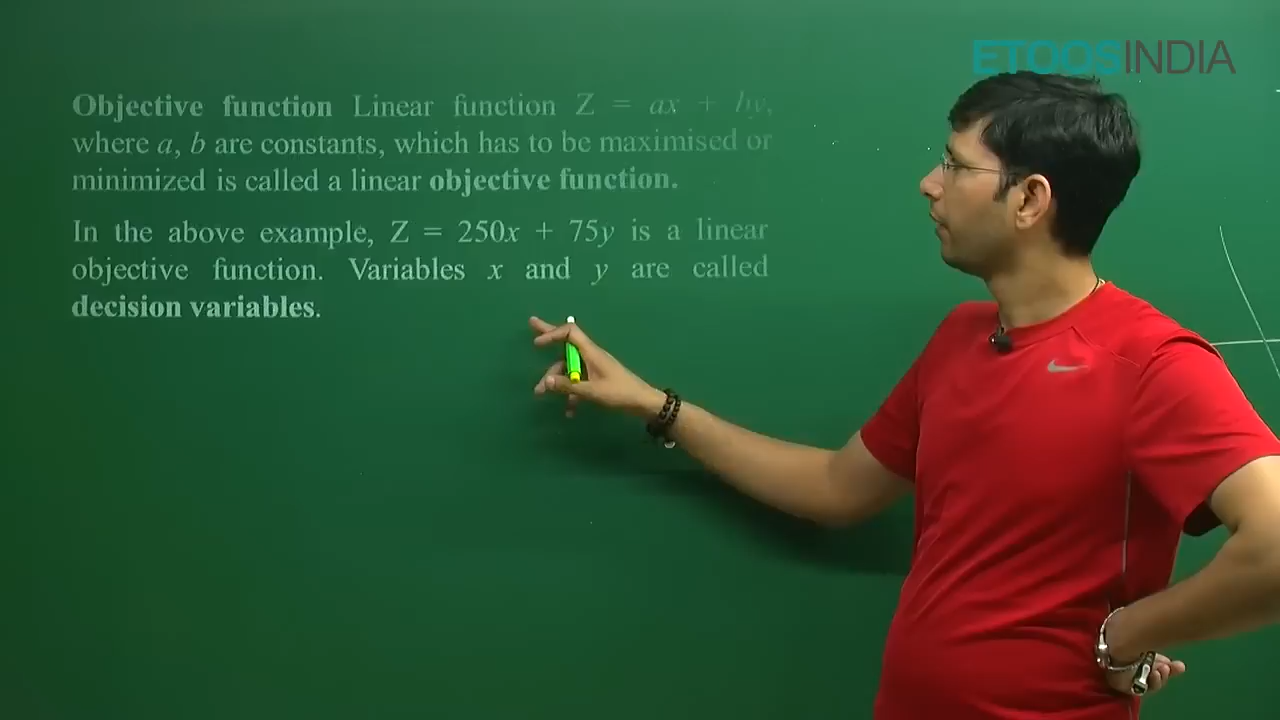 ETOOSINDIA
Objective function Linear function Z = ax + by,
where a, b are constants, which has to be maximised or
minimized is called a linear objective function.
In the above example, Z = 250x + 75y is a linear
objective function. Variables x and y are called
decision variables.